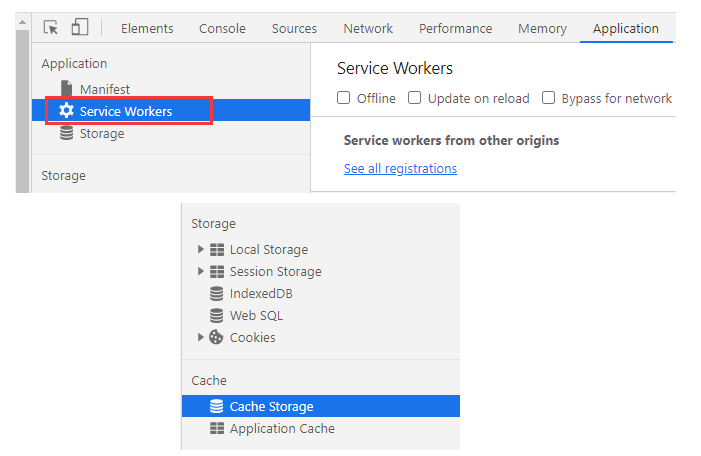 Elements Console Sources Network Performance Memory Application
Application
Manifest
Service Workers
Storage
Storage
Service Workers
Offline Update on reload Bypass for network
Service workers from other origins
See all registrations
Storage
Local Storage
Session Storage
IndexedDB
Web SQL
Cookies
Cache
Cache Storage
Application Cache